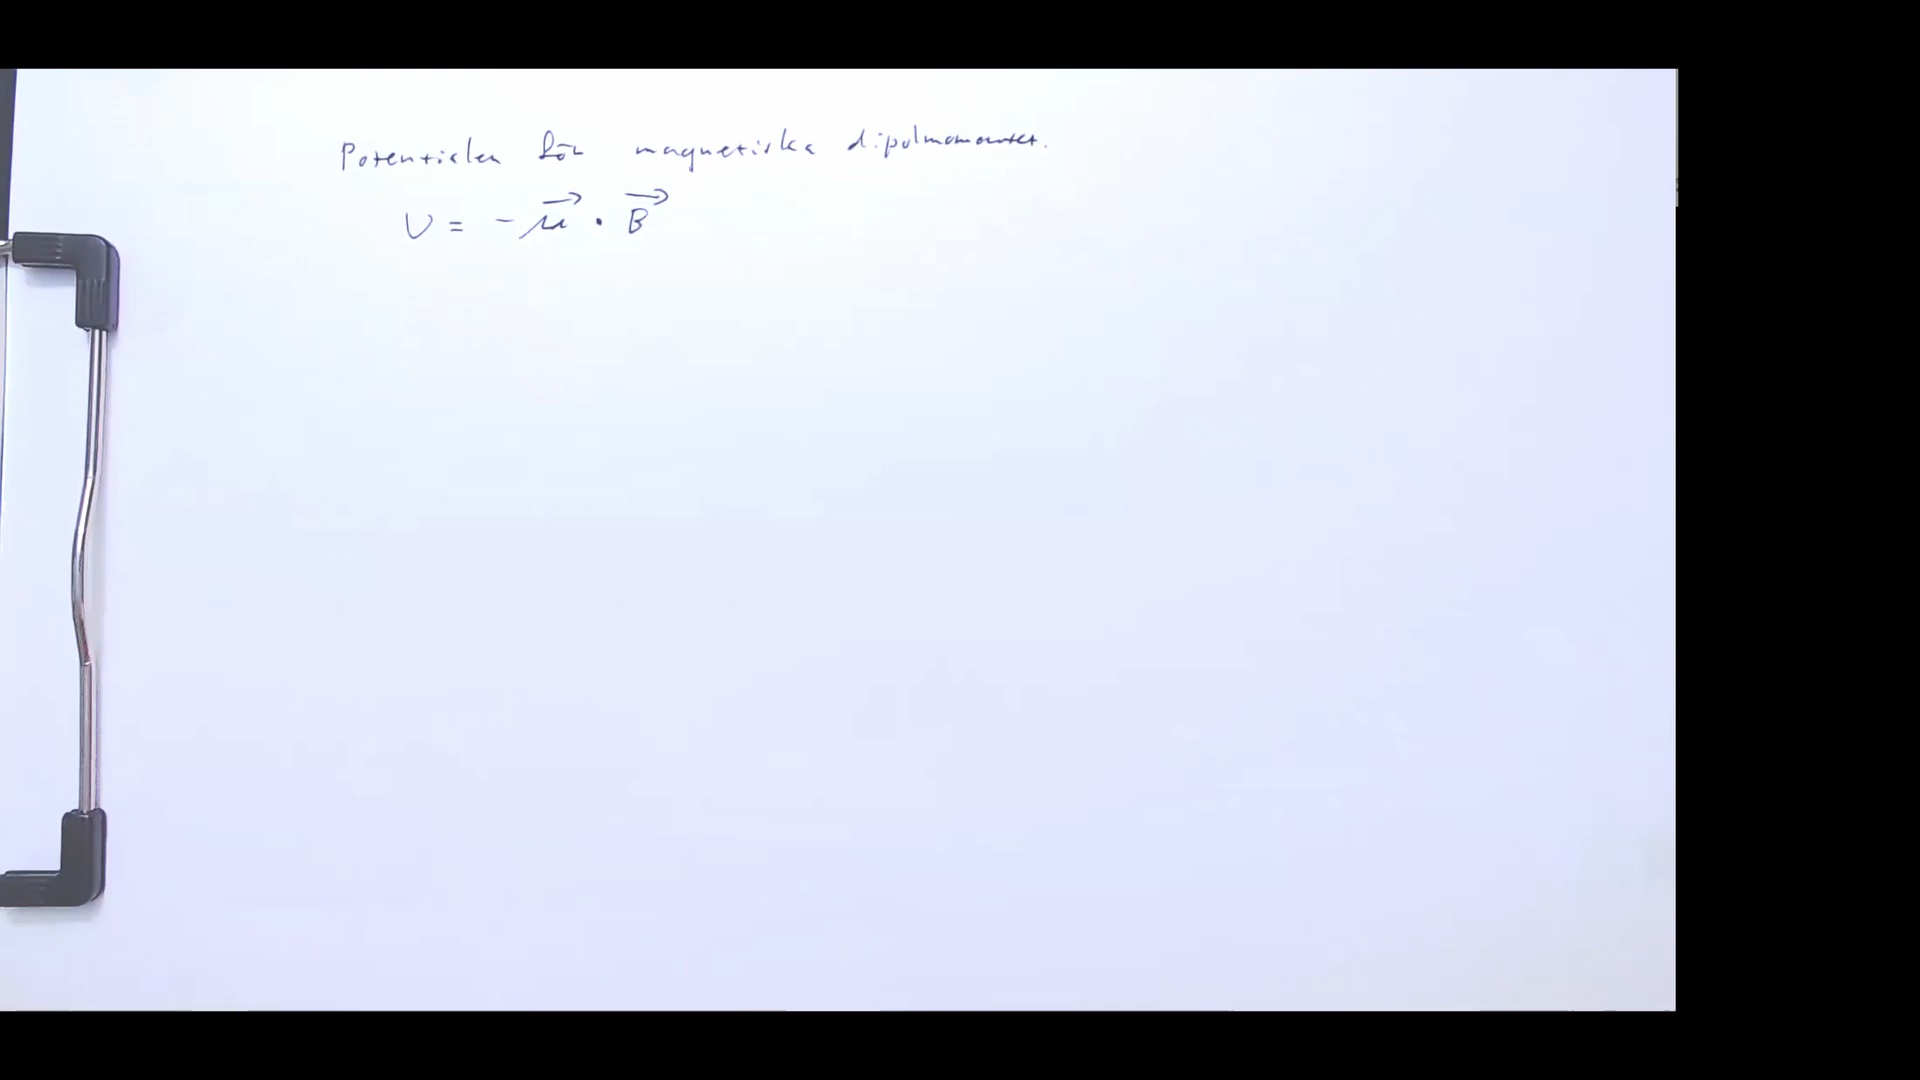 Potentialen för magnetiska dipolmomentet.
U = -μ⃗ · B⃗